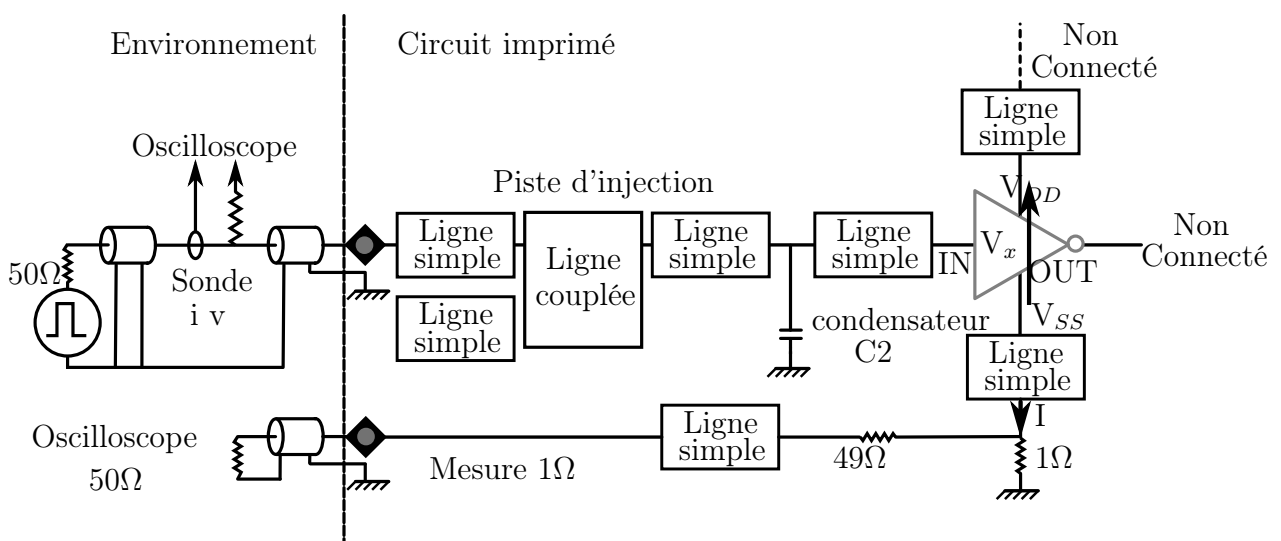 Environnement
Circuit imprimé
Non
Connecté
Ligne
simple
Oscilloscope
Piste d'injection
V_DD
Ligne
simple
Ligne
couplée
Ligne
simple
Ligne
simple
V_x
Non
Connecté
50Ω
Sonde
i v
IN
OUT
Ligne
simple
condensateur
C2
V_SS
Ligne
simple
I
Oscilloscope
50Ω
Mesure 1Ω
Ligne
simple
49Ω
1Ω